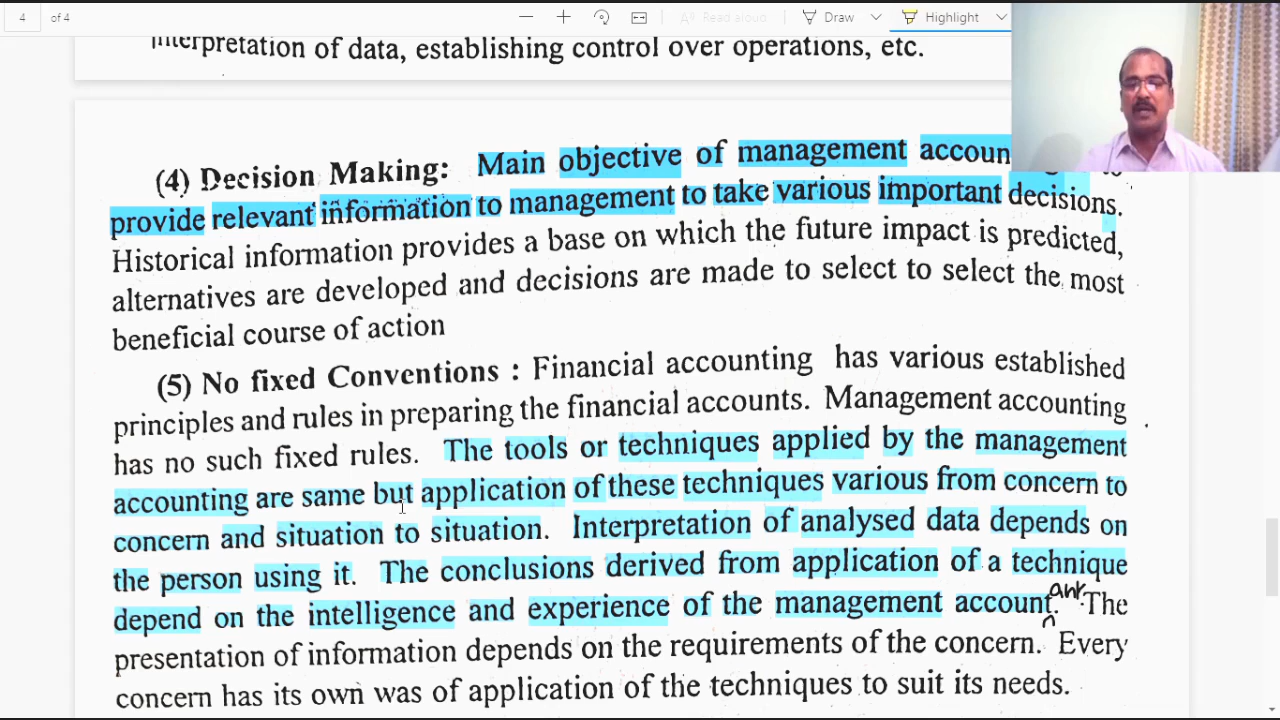 4 of 4 Read aloud Draw Highlight
interpretation of data, establishing control over operations, etc.
(4) Decision Making: Main objective of management accoun
provide relevant information to management to take various important decisions.
Historical information provides a base on which the future impact is predicted,
alternatives are developed and decisions are made to select to select the most
beneficial course of action
(5) No fixed Conventions : Financial accounting has various established
principles and rules in preparing the financial accounts. Management accounting
has no such fixed rules. The tools or techniques applied by the management
accounting are same but application of these techniques various from concern to
concern and situation to situation. Interpretation of analysed data depends on
the person using it. The conclusions derived from application of a technique
depend on the intelligence and experience of the management account. ant The
presentation of information depends on the requirements of the concern. Every
concern has its own was of application of the techniques to suit its needs.